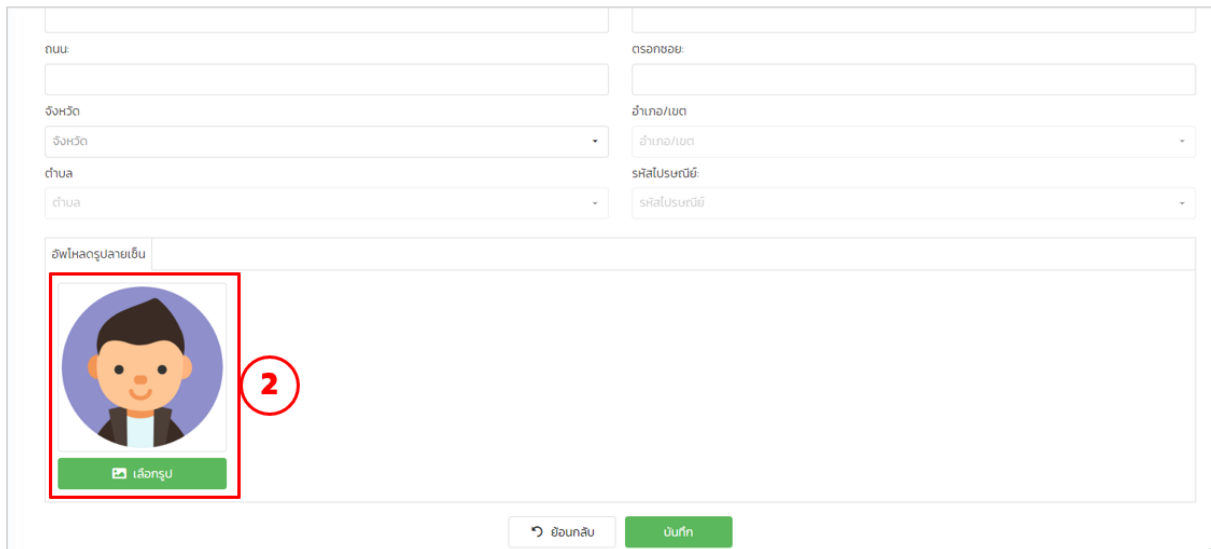 ถนน:
ตรอกซอย:
จังหวัด
อำเภอ/เขต
จังหวัด
อำเภอ/เขต
ตำบล
รหัสไปรษณีย์:
ตำบล
รหัสไปรษณีย์
อัพโหลดรูปลายเซ็น
2
เลือกรูป
ย้อนกลับ
บันทึก